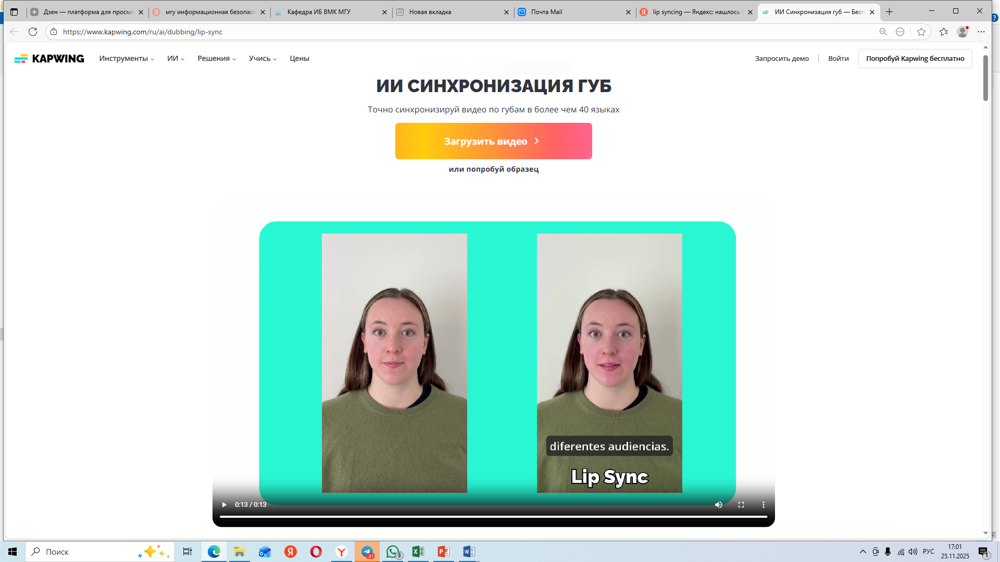 Дзен — платформа для просмо
мгу информационная безопасн
Кафедра ИБ ВМК МГУ
Новая вкладка
Почта Mail
lip syncing — Яндекс: нашлось
ИИ Синхронизация губ — Бесп
https://www.kapwing.com/ru/ai/dubbing/lip-sync
KAPWING
Инструменты
ИИ
Решения
Учись
Цены
Запросить демо
Войти
Попробуй Kapwing бесплатно
ИИ СИНХРОНИЗАЦИЯ ГУБ
Точно синхронизируй видео по губам в более чем 40 языках
Загрузить видео
или попробуй образец
diferentes audiencias.
Lip Sync
0:13 / 0:13
Поиск
31
3
РУС
17:01
25.11.2025
1